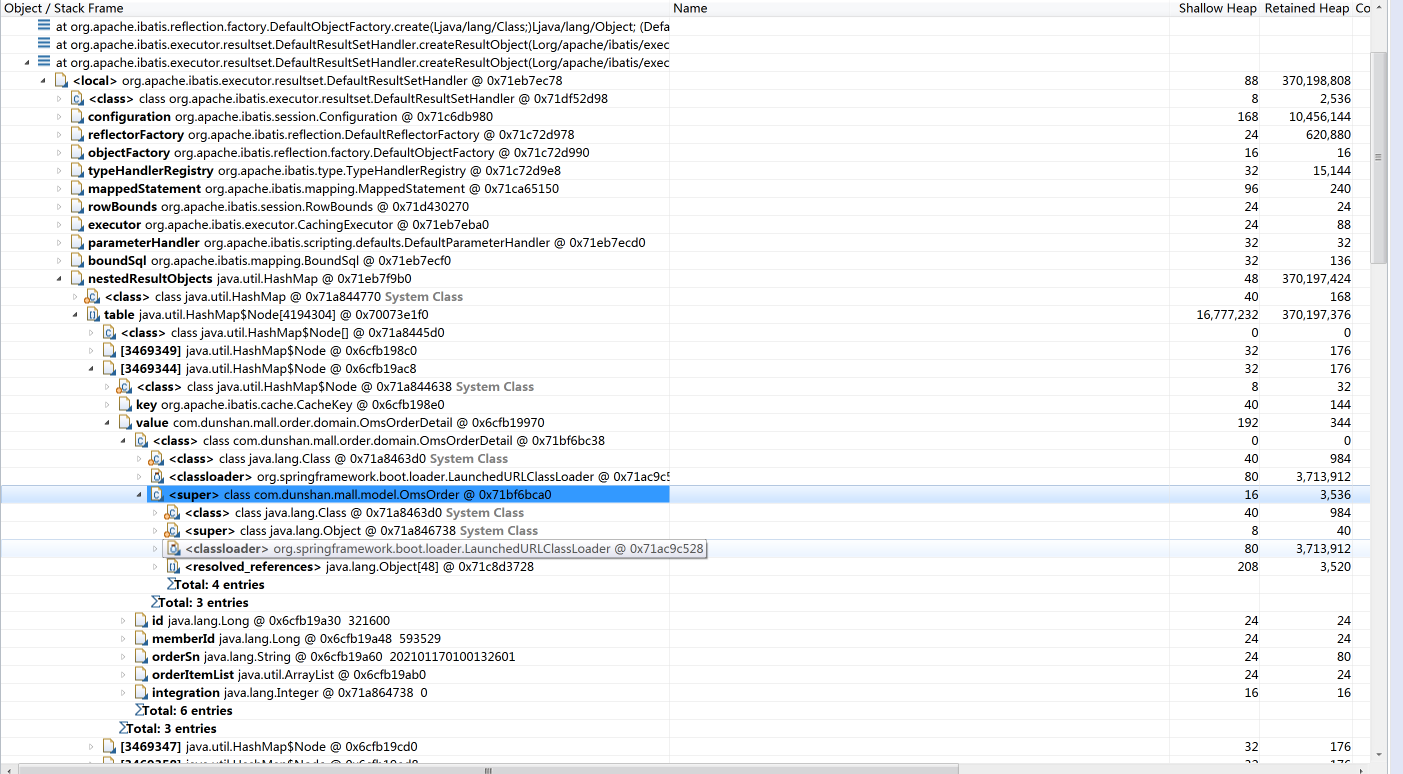 Object / Stack Frame Name Shallow Heap Retained Heap Co
at org.apache.ibatis.reflection.factory.DefaultObjectFactory.create(Ljava/lang/Class;)Ljava/lang/Object; (Defa
at org.apache.ibatis.executor.resultset.DefaultResultSetHandler.createResultObject(Lorg/apache/ibatis/exec
at org.apache.ibatis.executor.resultset.DefaultResultSetHandler.createResultObject(Lorg/apache/ibatis/exec
<local> org.apache.ibatis.executor.resultset.DefaultResultSetHandler @ 0x71eb7ec78 88 370,198,808
<class> class org.apache.ibatis.executor.resultset.DefaultResultSetHandler @ 0x71df52d98 8 2,536
configuration org.apache.ibatis.session.Configuration @ 0x71c6db980 168 10,456,144
reflectorFactory org.apache.ibatis.reflection.DefaultReflectorFactory @ 0x71c72d978 24 620,880
objectFactory org.apache.ibatis.reflection.factory.DefaultObjectFactory @ 0x71c72d990 16 16
typeHandlerRegistry org.apache.ibatis.type.TypeHandlerRegistry @ 0x71c72d9e8 32 15,144
mappedStatement org.apache.ibatis.mapping.MappedStatement @ 0x71ca65150 96 240
rowBounds org.apache.ibatis.session.RowBounds @ 0x71d430270 24 24
executor org.apache.ibatis.executor.CachingExecutor @ 0x71eb7eba0 24 88
parameterHandler org.apache.ibatis.scripting.defaults.DefaultParameterHandler @ 0x71eb7ecd0 32 32
boundSql org.apache.ibatis.mapping.BoundSql @ 0x71eb7ecf0 32 136
nestedResultObjects java.util.HashMap @ 0x71eb7f9b0 48 370,197,424
<class> class java.util.HashMap @ 0x71a844770 System Class 40 168
table java.util.HashMap$Node[4194304] @ 0x70073e1f0 16,777,232 370,197,376
<class> class java.util.HashMap$Node[] @ 0x71a8445d0 0 0
[3469349] java.util.HashMap$Node @ 0x6cfb198c0 32 176
[3469344] java.util.HashMap$Node @ 0x6cfb19ac8 32 176
<class> class java.util.HashMap$Node @ 0x71a844638 System Class 8 32
key org.apache.ibatis.cache.CacheKey @ 0x6cfb198e0 40 144
value com.dunshan.mall.order.domain.OmsOrderDetail @ 0x6cfb19970 192 344
<class> class com.dunshan.mall.order.domain.OmsOrderDetail @ 0x71bf6bc38 0 0
<class> class java.lang.Class @ 0x71a8463d0 System Class 40 984
<classloader> org.springframework.boot.loader.LaunchedURLClassLoader @ 0x71ac9c5 80 3,713,912
<super> class com.dunshan.mall.model.OmsOrder @ 0x71bf6bca0 16 3,536
<class> class java.lang.Class @ 0x71a8463d0 System Class 40 984
<super> class java.lang.Object @ 0x71a846738 System Class 8 40
<classloader> org.springframework.boot.loader.LaunchedURLClassLoader @ 0x71ac9c528 80 3,713,912
<resolved_references> java.lang.Object[48] @ 0x71c8d3728 208 3,520
Total: 4 entries
Total: 3 entries
id java.lang.Long @ 0x6cfb19a30 321600 24 24
memberId java.lang.Long @ 0x6cfb19a48 593529 24 24
orderSn java.lang.String @ 0x6cfb19a60 202101170100132601 24 80
orderItemList java.util.ArrayList @ 0x6cfb19ab0 24 24
integration java.lang.Integer @ 0x71a864738 0 16 16
Total: 6 entries
Total: 3 entries
[3469347] java.util.HashMap$Node @ 0x6cfb19cd0 32 176